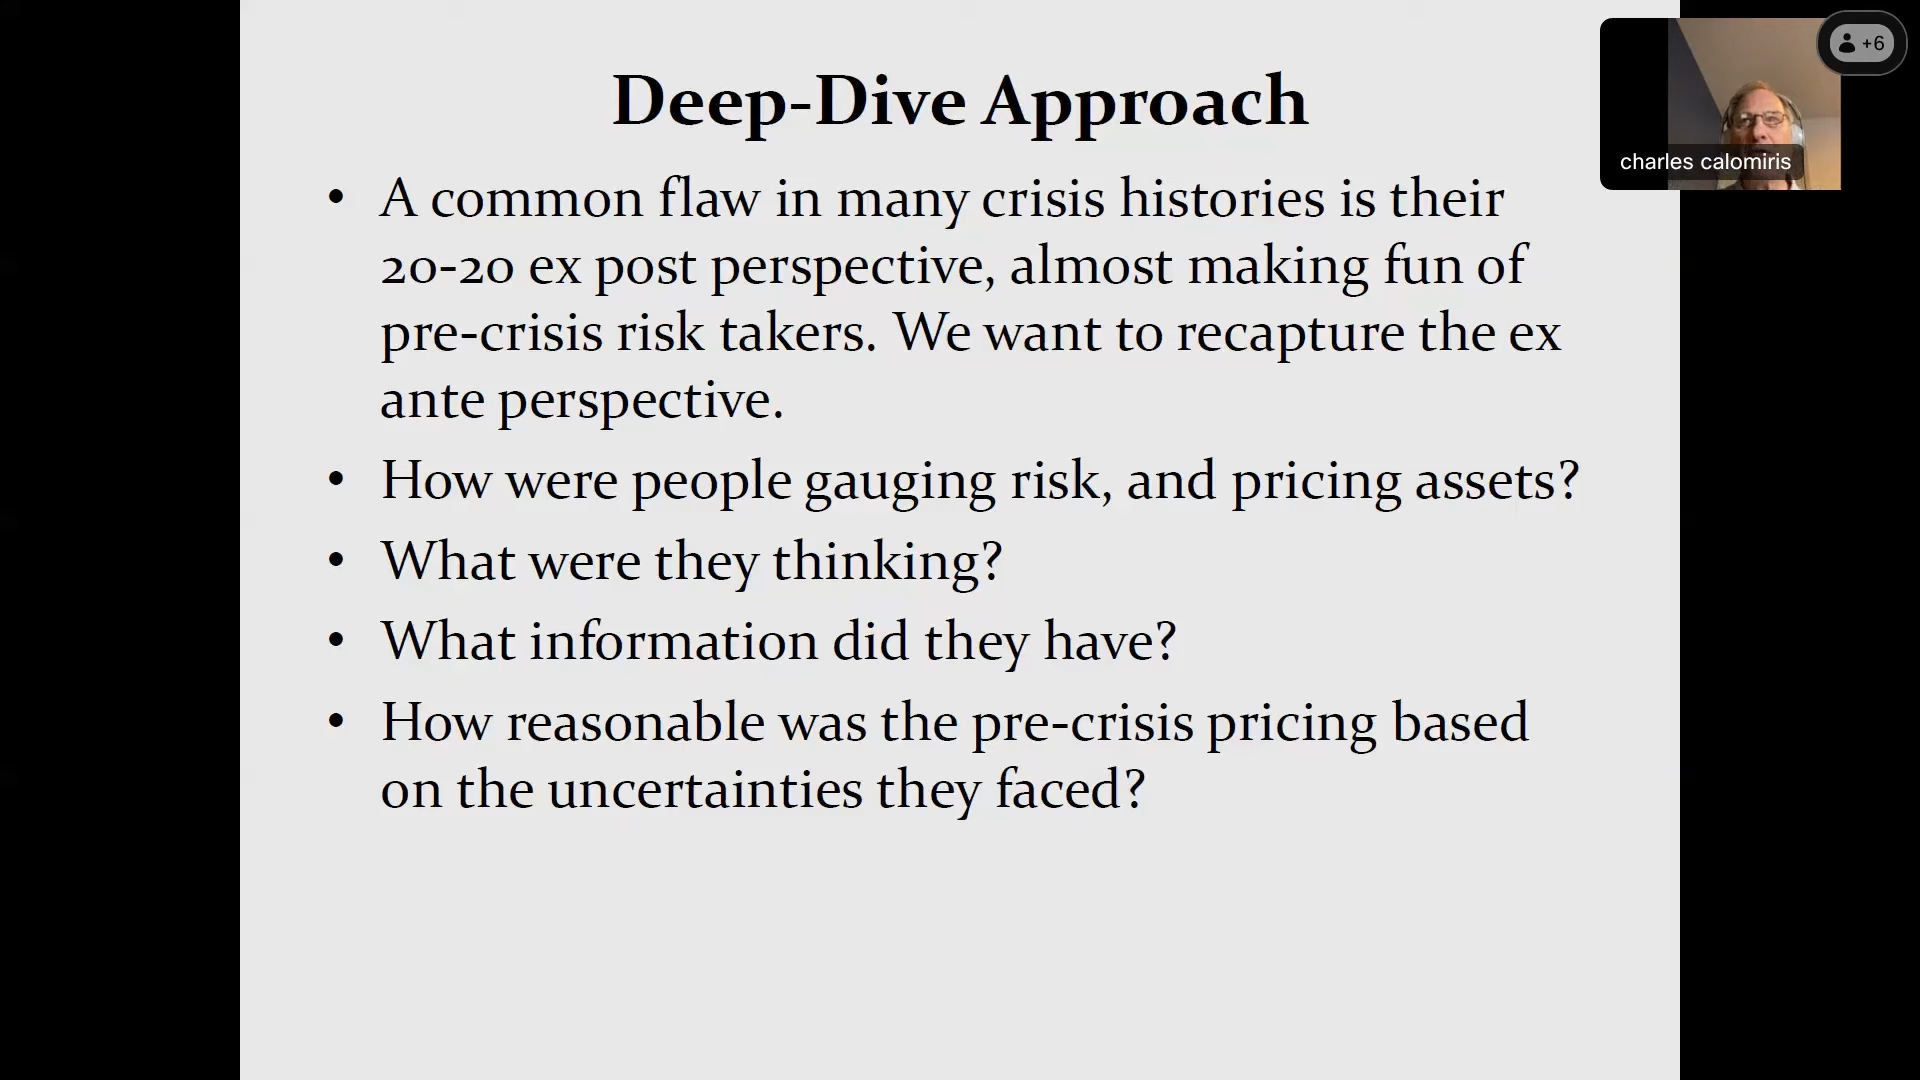 Deep-Dive Approach
• A common flaw in many crisis histories is their
20-20 ex post perspective, almost making fun of
pre-crisis risk takers. We want to recapture the ex
ante perspective.
• How were people gauging risk, and pricing assets?
• What were they thinking?
• What information did they have?
• How reasonable was the pre-crisis pricing based
on the uncertainties they faced?
+6
charles calomiris